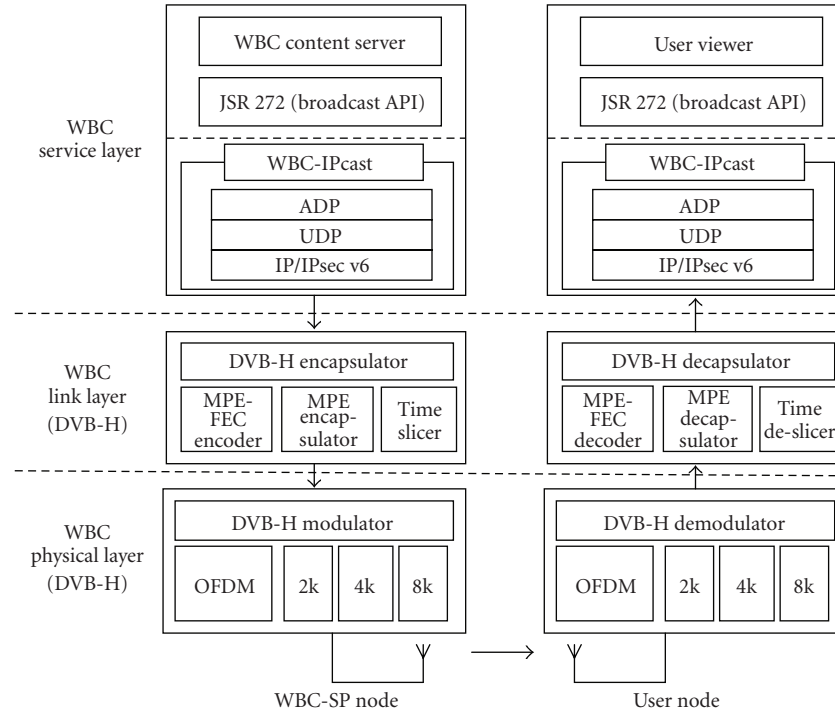 WBC
service layer
WBC content server
JSR 272 (broadcast API)
WBC-IPcast
ADP
UDP
IP/IPsec v6
User viewer
JSR 272 (broadcast API)
WBC-IPcast
ADP
UDP
IP/IPsec v6
WBC
link layer
(DVB-H)
DVB-H encapsulator
MPE-
FEC
encoder
MPE
encap-
sulator
Time
slicer
DVB-H decapsulator
MPE-
FEC
decoder
MPE
decap-
sulator
Time
de-slicer
WBC
physical layer
(DVB-H)
DVB-H modulator
OFDM
2k
4k
8k
DVB-H demodulator
OFDM
2k
4k
8k
WBC-SP node
User node